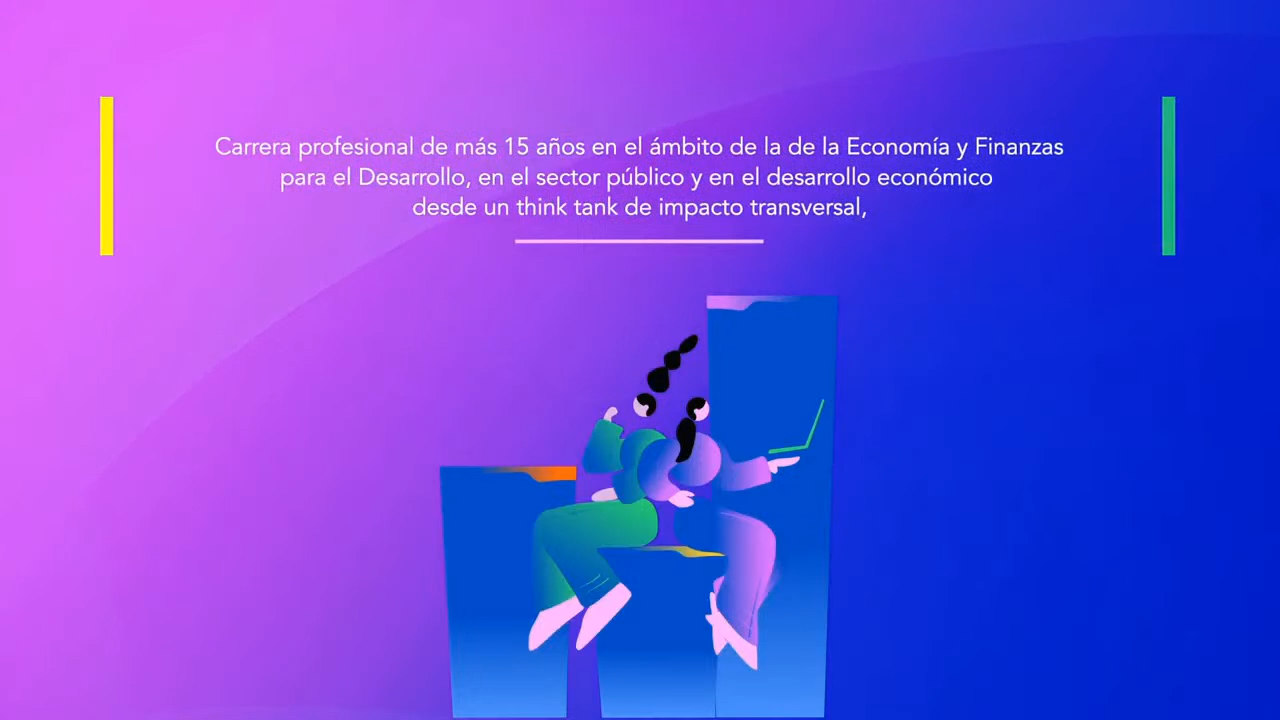 Carrera profesional de más 15 años en el ámbito de la de la Economía y Finanzas
para el Desarrollo, en el sector público y en el desarrollo económico
desde un think tank de impacto transversal,